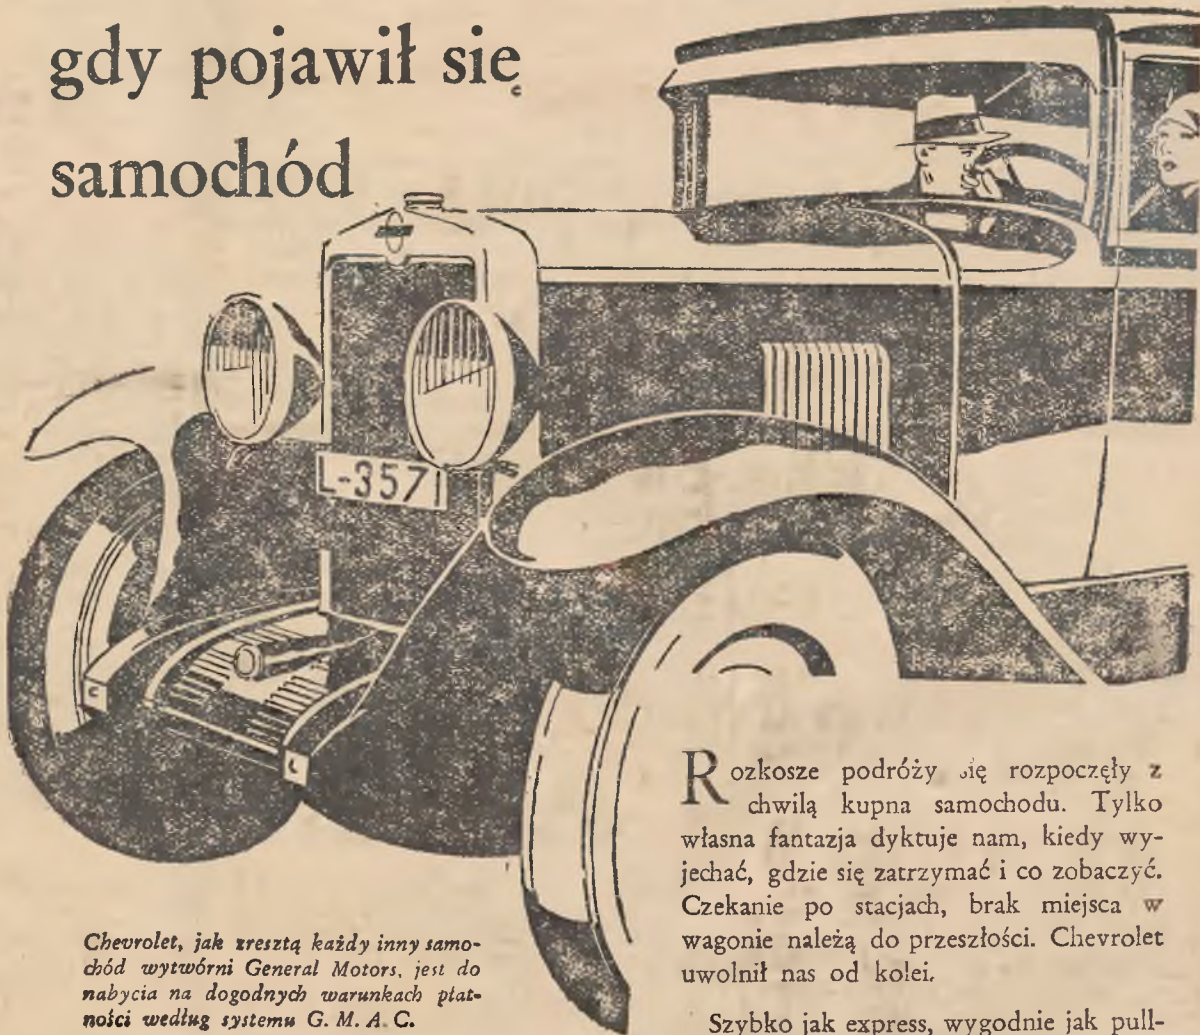 gdy pojawił się
samochód
L-3571
Rozkosze podróży się rozpoczęły z
chwilą kupna samochodu. Tylko
własna fantazja dyktuje nam, kiedy wy-
jechać, gdzie się zatrzymać i co zobaczyć.
Czekanie po stacjach, brak miejsca w
wagonie należą do przeszłości. Chevrolet
uwolnił nas od kolei.
Szybko jak express, wygodnie jak pull-
Chevrolet, jak zresztą każdy inny samo-
chód wytwórni General Motors, jest do
nabycia na dogodnych warunkach płat-
ności według systemu G. M. A. C.